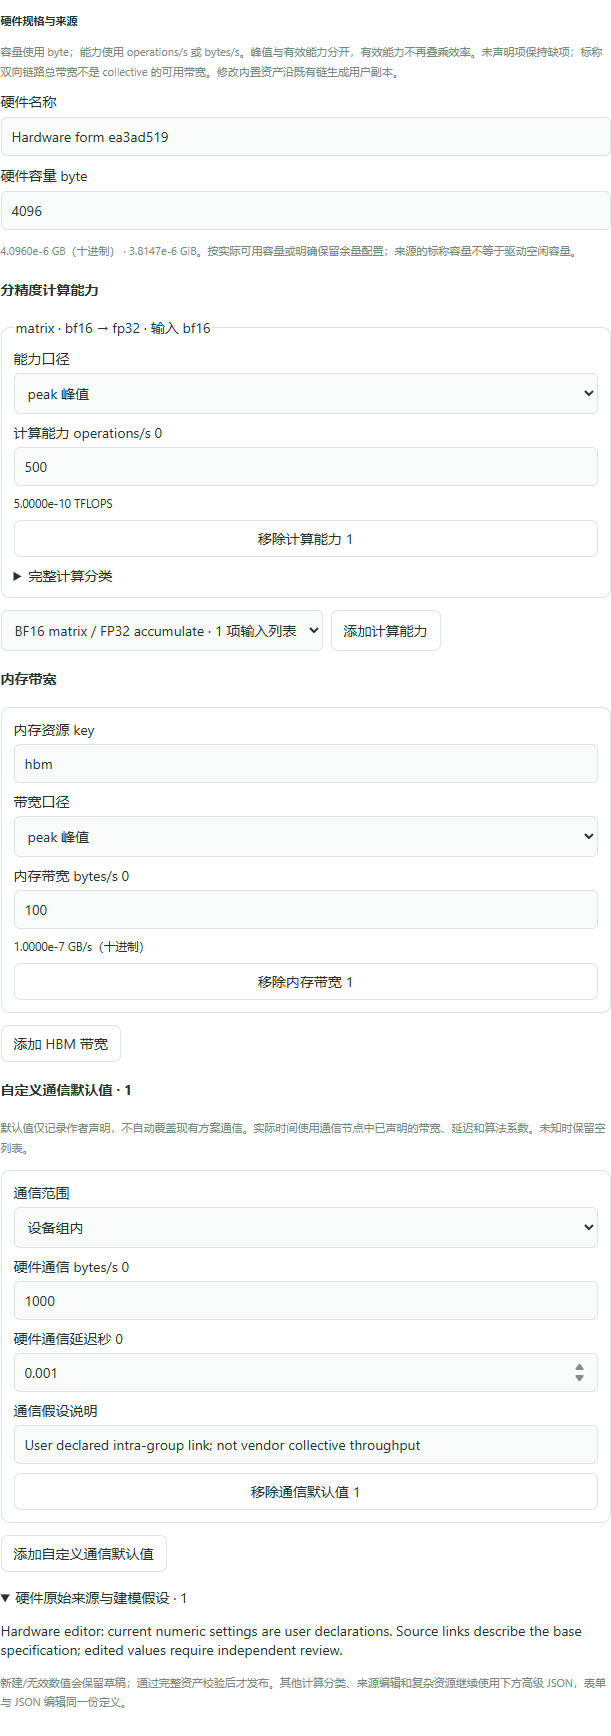 硬件规格与来源
容量使用 byte；能力使用 operations/s 或 bytes/s。峰值与有效能力分开，有效能力不再叠乘效率。未声明项保持缺项；标称
双向链路总带宽不是 collective 的可用带宽。修改内置资产沿既有链生成用户副本。
硬件名称
Hardware form ea3ad519
硬件容量 byte
4096
4.0960e-6 GB（十进制） · 3.8147e-6 GiB。按实际可用容量或明确保留余量配置；来源的标称容量不等于驱动空闲容量。
分精度计算能力
matrix · bf16 → fp32 · 输入 bf16
能力口径
peak 峰值
计算能力 operations/s 0
500
5.0000e-10 TFLOPS
移除计算能力 1
完整计算分类
BF16 matrix / FP32 accumulate · 1 项输入列表
添加计算能力
内存带宽
内存资源 key
hbm
带宽口径
peak 峰值
内存带宽 bytes/s 0
100
1.0000e-7 GB/s（十进制）
移除内存带宽 1
添加 HBM 带宽
自定义通信默认值 · 1
默认值仅记录作者声明，不自动覆盖现有方案通信。实际时间使用通信节点中已声明的带宽、延迟和算法系数。未知时保留空
列表。
通信范围
设备组内
硬件通信 bytes/s 0
1000
硬件通信延迟秒 0
0.001
通信假设说明
User declared intra-group link; not vendor collective throughput
移除通信默认值 1
添加自定义通信默认值
硬件原始来源与建模假设 · 1
Hardware editor: current numeric settings are user declarations. Source links describe the base
specification; edited values require independent review.
新建/无效数值会保留草稿；通过完整资产校验后才发布。其他计算分类、来源编辑和复杂资源继续使用下方高级 JSON，表单
与 JSON 编辑同一份定义。